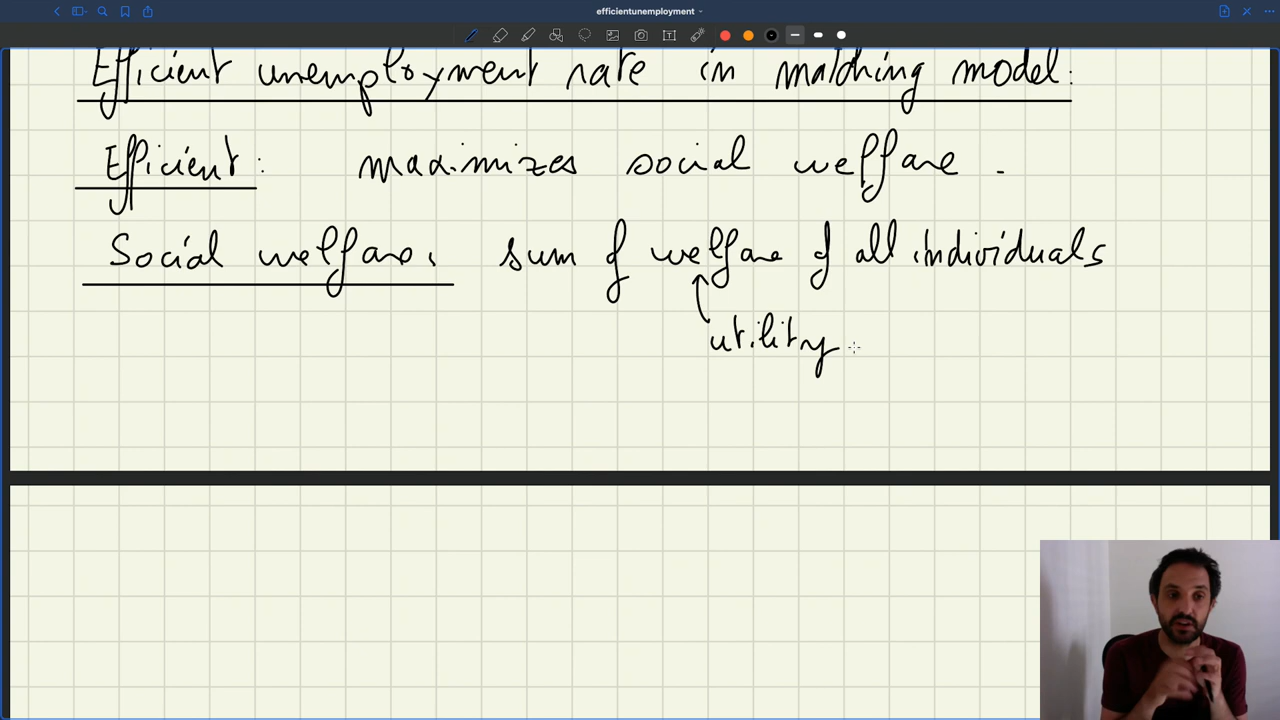 efficientunemployment
Efficient unemployment rate in matching model:
Efficient: maximizes social welfare.
Social welfare: sum of welfare of all individuals
utility